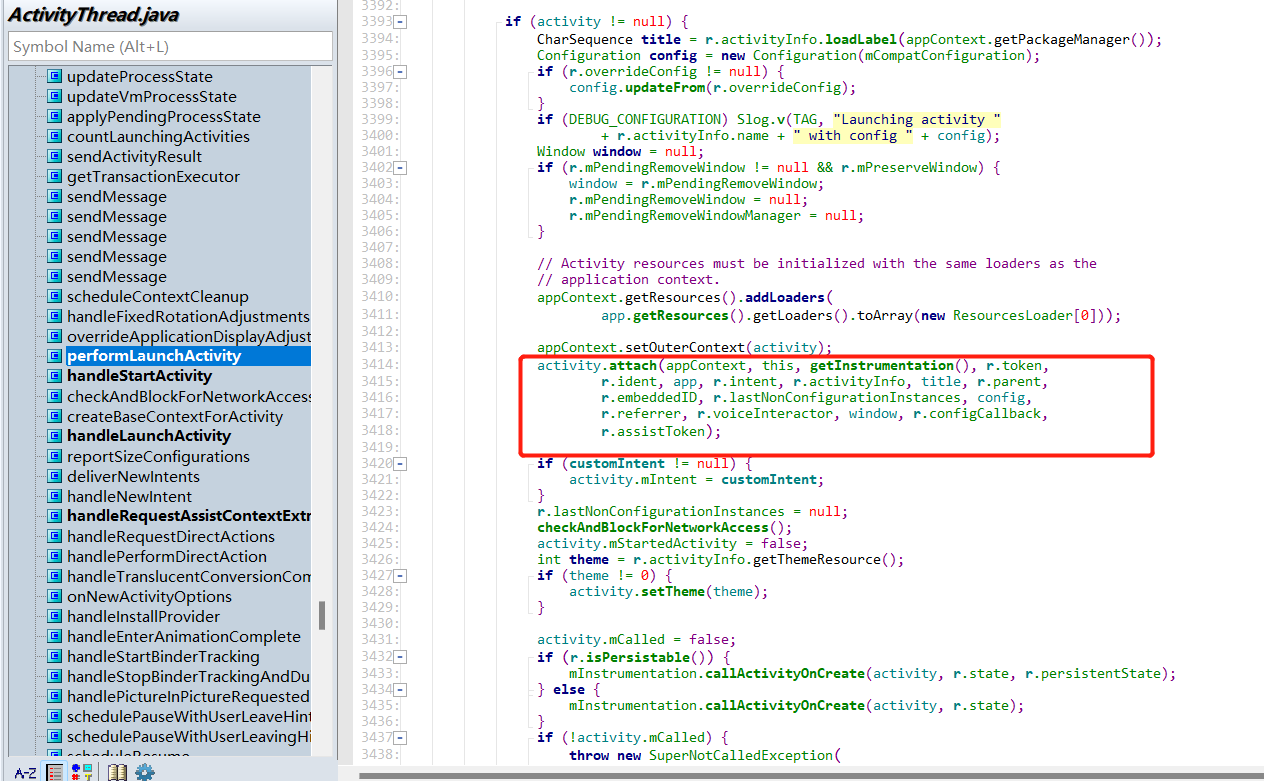 ActivityThread.java
Symbol Name (Alt+L)
updateProcessState
updateVmProcessState
applyPendingProcessState
countLaunchingActivities
sendActivityResult
getTransactionExecutor
sendMessage
sendMessage
sendMessage
sendMessage
sendMessage
scheduleContextCleanup
handleFixedRotationAdjustments
overrideApplicationDisplayAdjust
performLaunchActivity
handleStartActivity
checkAndBlockForNetworkAccess
createBaseContextForActivity
handleLaunchActivity
reportSizeConfigurations
deliverNewIntents
handleNewIntent
handleRequestAssistContextExtr
handleRequestDirectActions
handlePerformDirectAction
handleTranslucentConversionCom
onNewActivityOptions
handleInstallProvider
handleEnterAnimationComplete
handleStartBinderTracking
handleStopBinderTrackingAndDu
handlePictureInPictureRequested
schedulePauseWithUserLeaveHint
schedulePauseWithUserLeavingHi
scheduleResume
A-Z
3392:
3393: if (activity != null) {
3394: CharSequence title = r.activityInfo.loadLabel(appContext.getPackageManager());
3395: Configuration config = new Configuration(mCompatConfiguration);
3396: if (r.overrideConfig != null) {
3397: config.updateFrom(r.overrideConfig);
3398: }
3399: if (DEBUG_CONFIGURATION) Slog.v(TAG, "Launching activity "
3400: + r.activityInfo.name + " with config " + config);
3401: Window window = null;
3402: if (r.mPendingRemoveWindow != null && r.mPreserveWindow) {
3403: window = r.mPendingRemoveWindow;
3404: r.mPendingRemoveWindow = null;
3405: r.mPendingRemoveWindowManager = null;
3406: }
3407:
3408: // Activity resources must be initialized with the same loaders as the
3409: // application context.
3410: appContext.getResources().addLoaders(
3411: app.getResources().getLoaders().toArray(new ResourcesLoader[0]));
3412:
3413: appContext.setOuterContext(activity);
3414: activity.attach(appContext, this, getInstrumentation(), r.token,
3415: r.ident, app, r.intent, r.activityInfo, title, r.parent,
3416: r.embeddedID, r.lastNonConfigurationInstances, config,
3417: r.referrer, r.voiceInteractor, window, r.configCallback,
3418: r.assistToken);
3419:
3420: if (customIntent != null) {
3421: activity.mIntent = customIntent;
3422: }
3423: r.lastNonConfigurationInstances = null;
3424: checkAndBlockForNetworkAccess();
3425: activity.mStartedActivity = false;
3426: int theme = r.activityInfo.getThemeResource();
3427: if (theme != 0) {
3428: activity.setTheme(theme);
3429: }
3430:
3431: activity.mCalled = false;
3432: if (r.isPersistable()) {
3433: mInstrumentation.callActivityOnCreate(activity, r.state, r.persistentState);
3434: } else {
3435: mInstrumentation.callActivityOnCreate(activity, r.state);
3436: }
3437: if (!activity.mCalled) {
3438: throw new SuperNotCalledException(